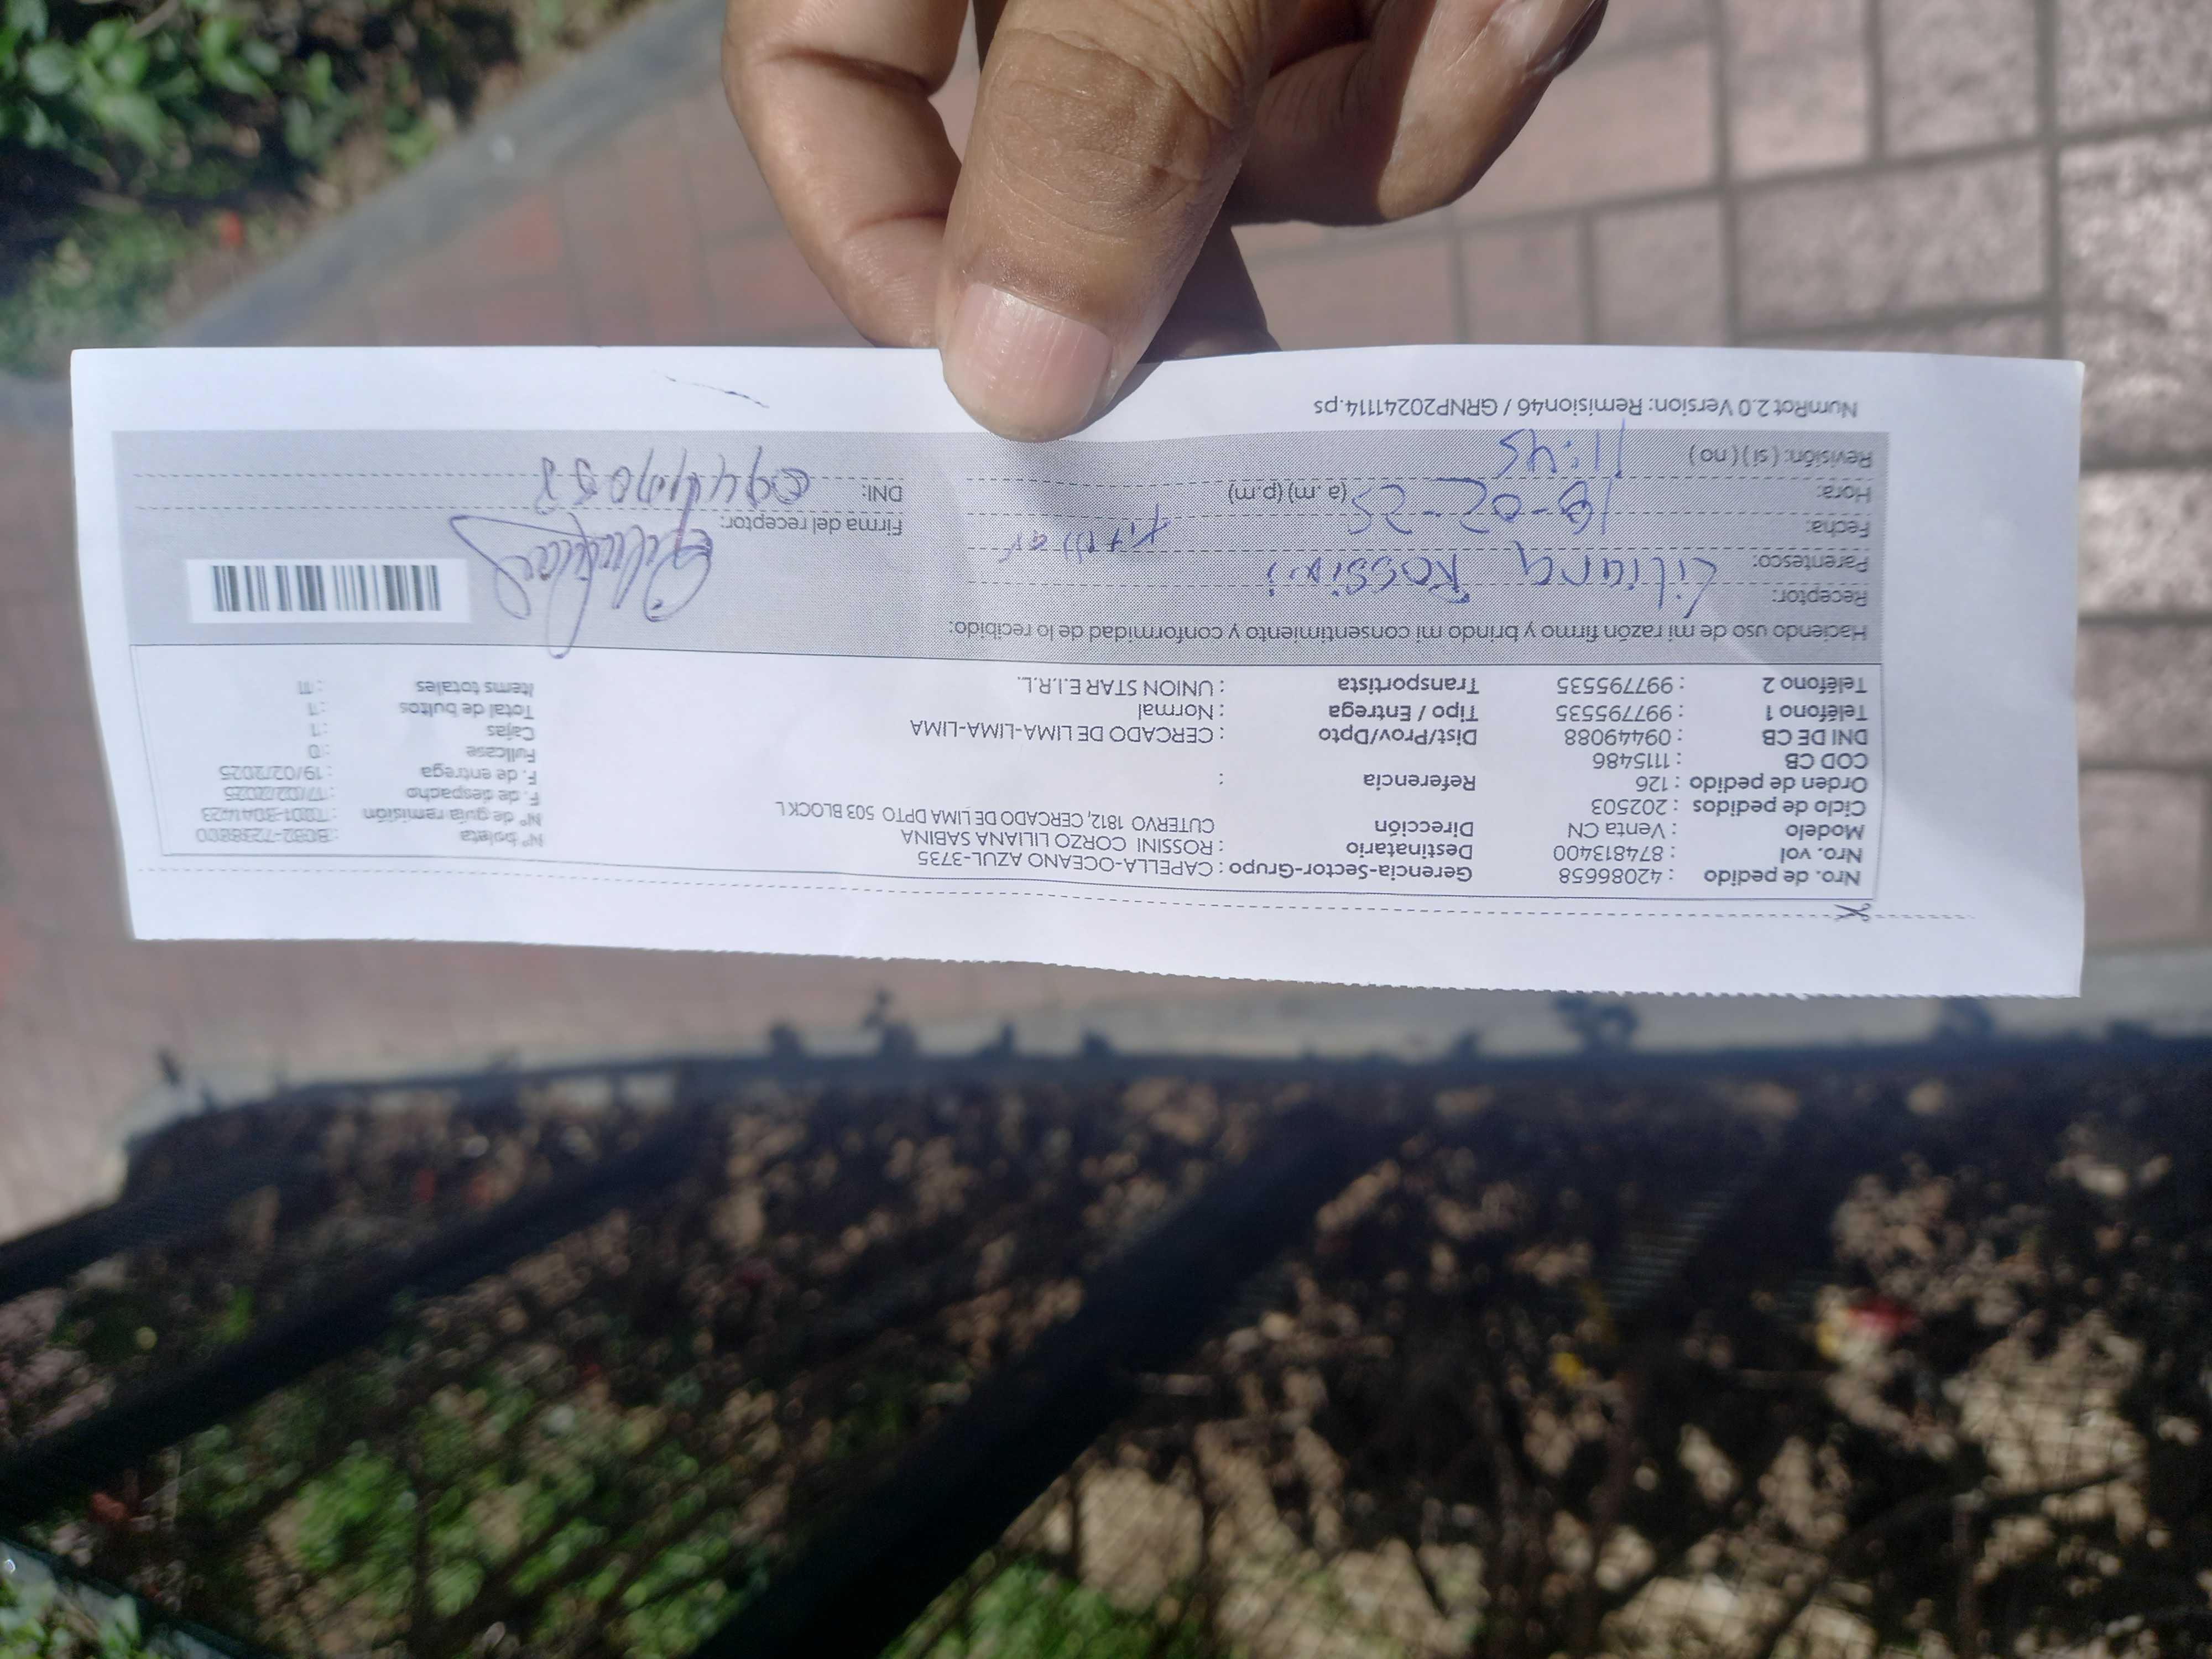 Nro. de pedido : 42086658 Gerencia-Sector-Grupo : CAPELLA-OCEANO AZUL-3735
Nro. vol : 874813400 Destinatario : ROSSINI CORZO LILIANA SABINA Nº boleta : BC82-7238800
Modelo : Venta CN Dirección CUTERVO 1812, CERCADO DE LIMA DPTO 503 BLOCK L Nº de guía remisión
Ciclo de pedidos : 202503 F. de despacho : 17/02/2025
Orden de pedido : 126 Referencia : F. de entrega : 19/02/2025
COD CB : 1115486 Fullcase : 0
DNI DE CB : 09449088 Dist/Prov/Dpto : CERCADO DE LIMA-LIMA-LIMA Cajas : 1
Teléfono 1 : 997795535 Tipo / Entrega : Normal Total de bultos : 1
Teléfono 2 : 997795535 Transportista : UNION STAR E.I.R.L. Items totales : 11
Haciendo uso de mi razón firmo y brindo mi consentimiento y conformidad de lo recibido:
Receptor: Liliana Rossini
Parentesco: Titular
Fecha: 18-02-25 Firma del receptor:
Hora: (a .m) (p.m) DNI:
Revisión: ( si ) ( no ) 11:45
NumRot 2.0 Version: Remision46 / GRNP20241114.ps